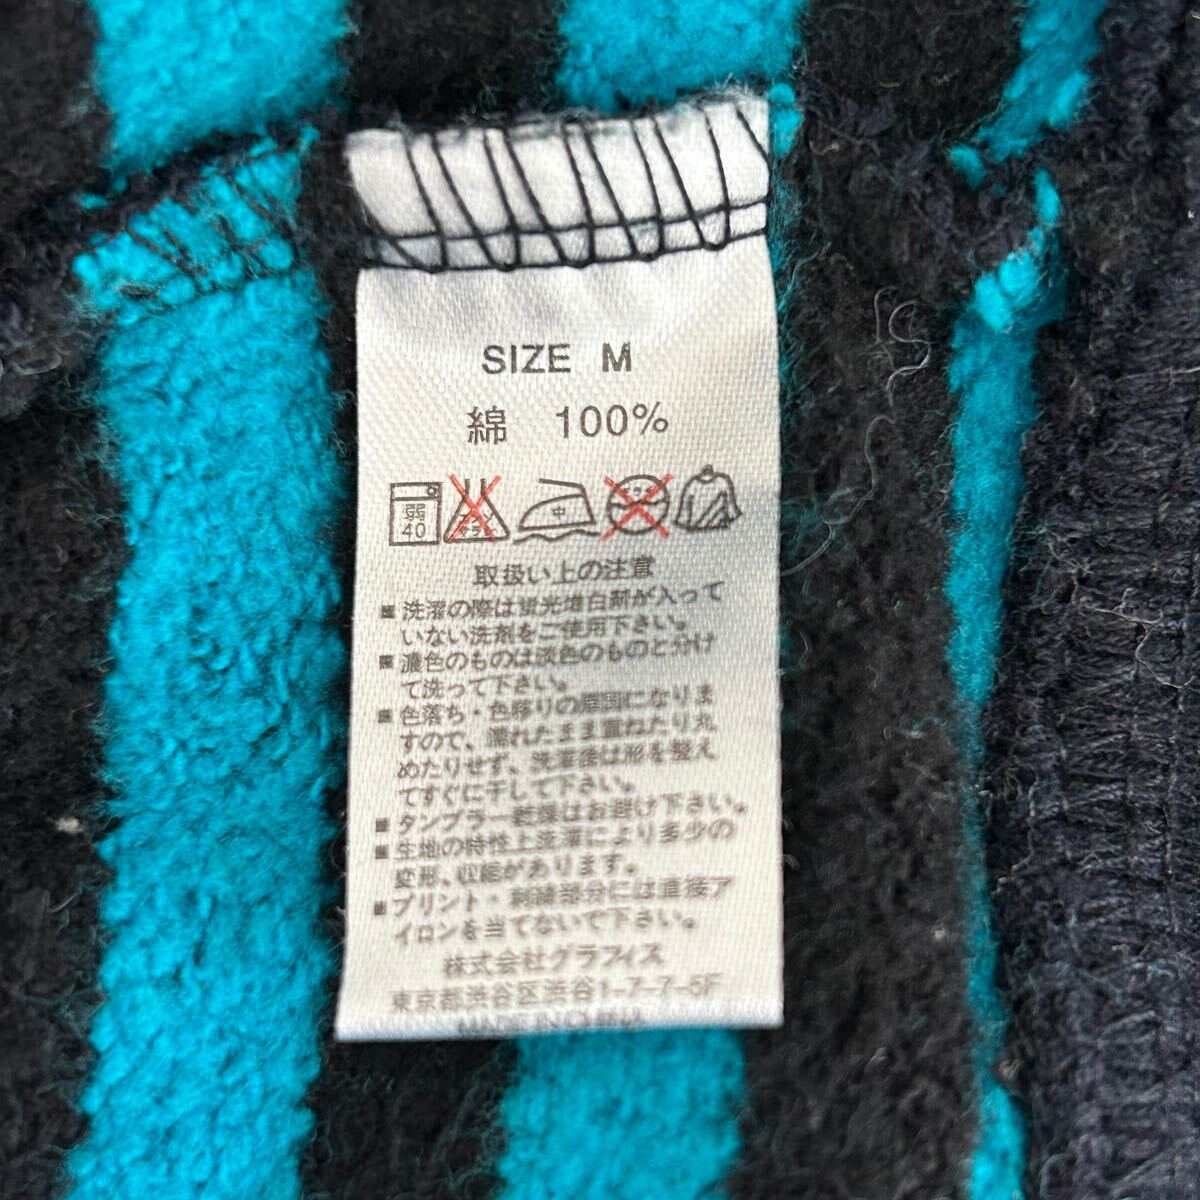 SIZE M
綿 100%
弱
40
中
取扱い上の注意
■洗濯の際は蛍光増白剤が入って
いない洗剤をご使用下さい。
■濃色のものは淡色のものと分け
て洗って下さい。
■色落ち・色移りの原因になりま
すので、濡れたまま重ねたり丸
めたりせず、洗濯後は形を整え
てすぐに干して下さい。
■タンブラー乾燥はお避け下さい。
■生地の特性上洗濯により多少の
変形、収縮があります。
■プリント・刺繍部分には直接ア
イロンを当てないで下さい。
株式会社グラフィス
東京都渋谷区渋谷1-7-7-5F